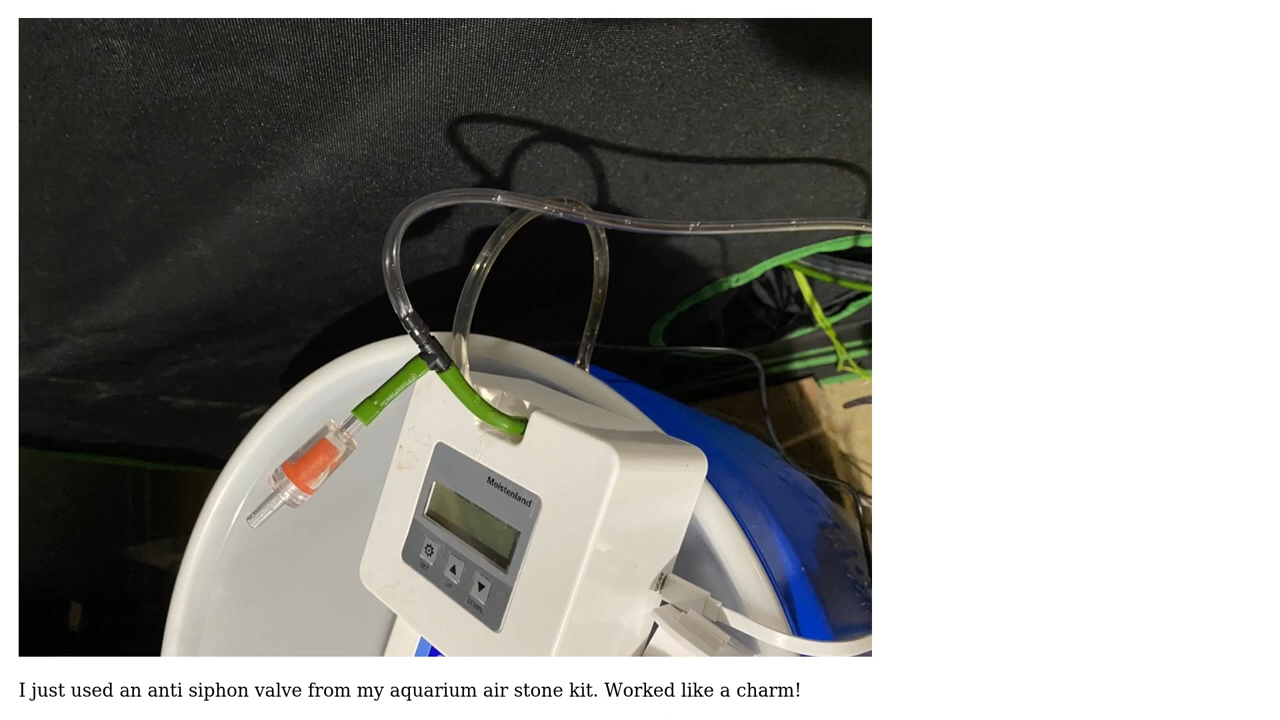 Moistenland
SET
UP
DOWN
I just used an anti siphon valve from my aquarium air stone kit. Worked like a charm!